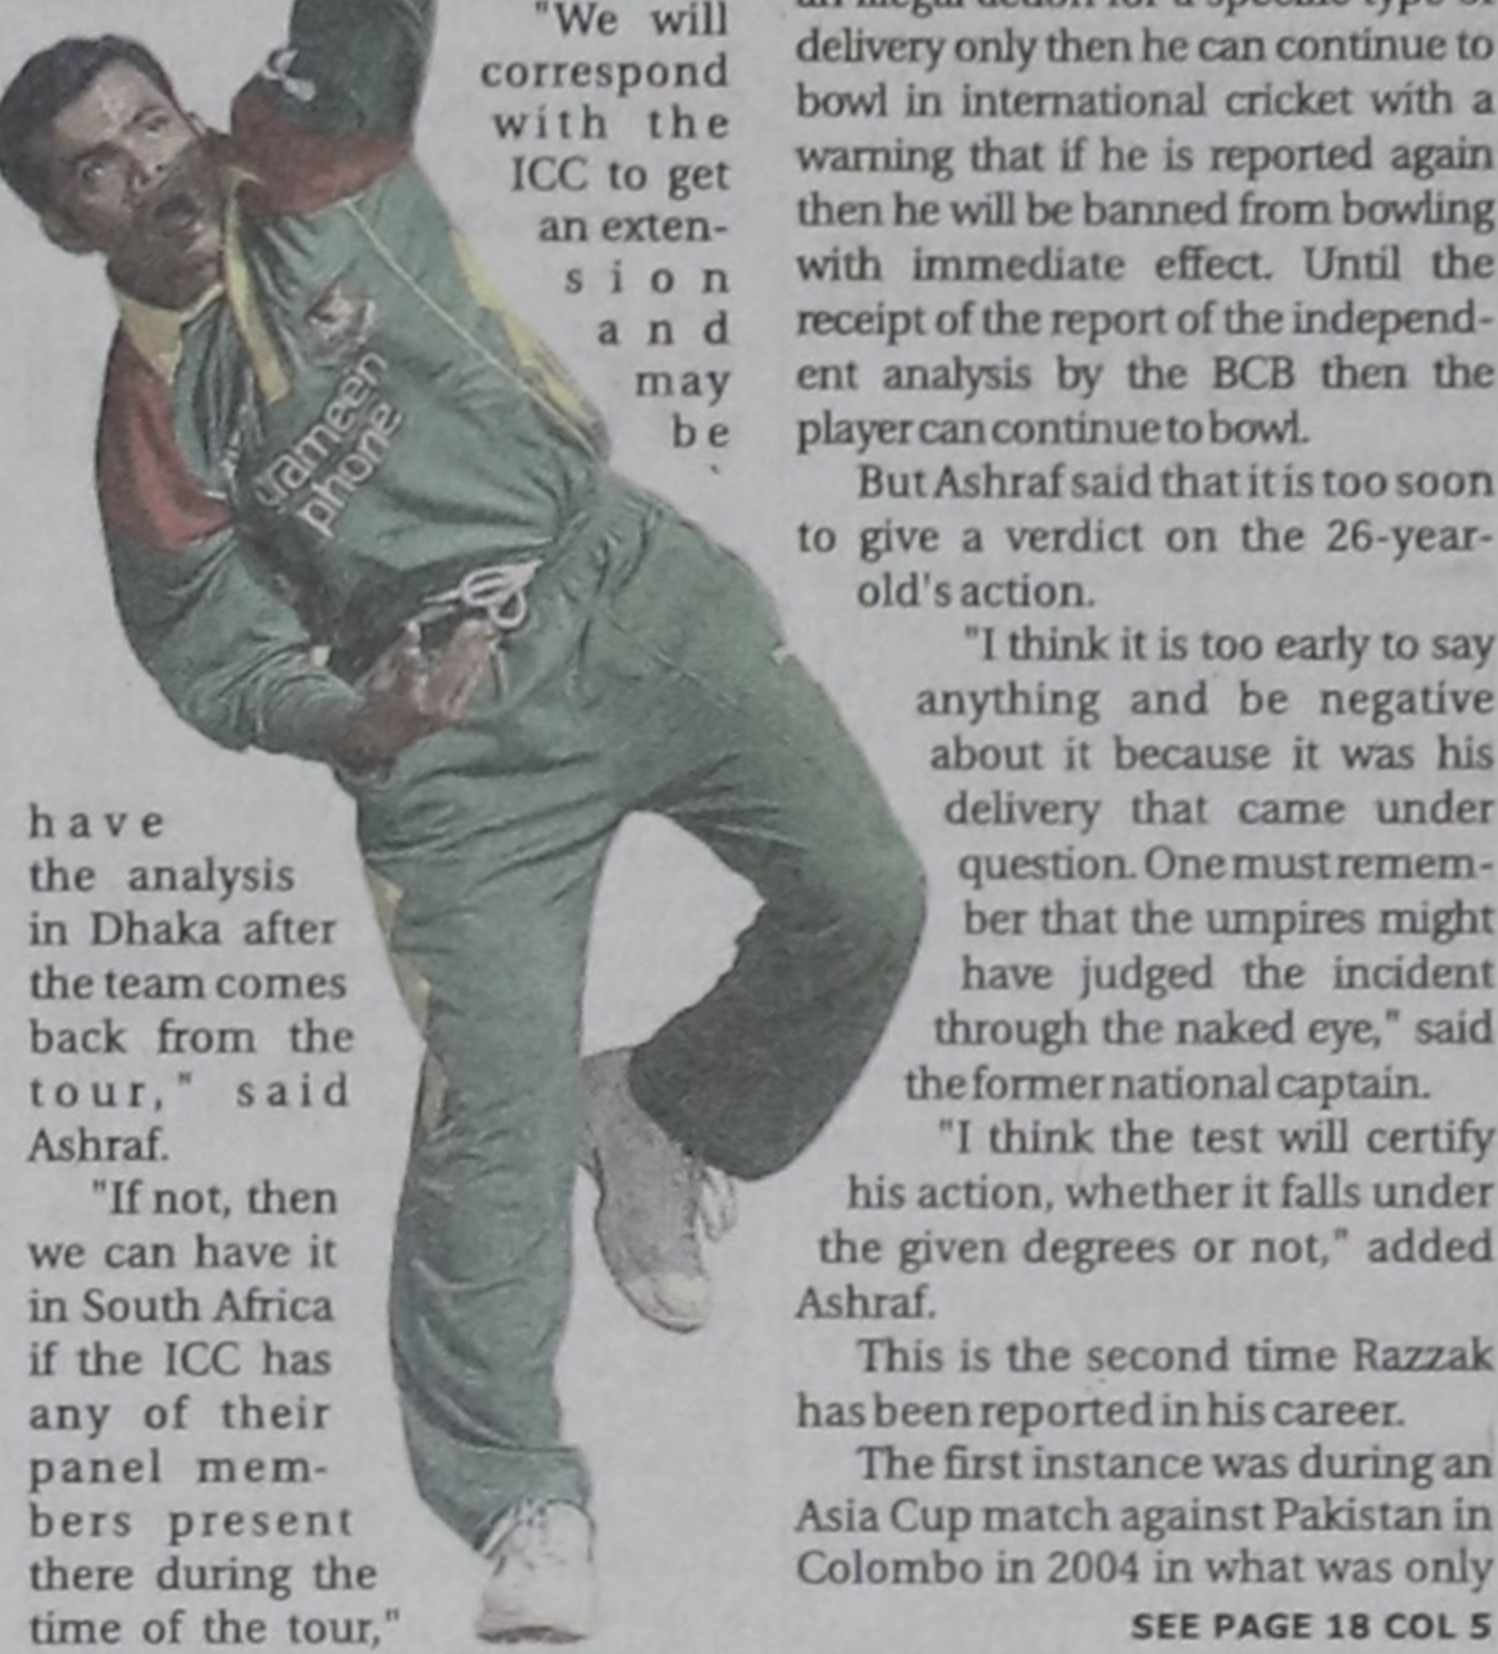 "We will
correspond
with the
ICC to get
an exten-
sion
and
may
be
have
the analysis
in Dhaka after
the team comes
back from the
tour," said
Ashraf.
"If not, then
we can have it
in South Africa
if the ICC has
any of their
panel mem-
bers present
there during the
time of the tour,"
an illegal action for a specific type of
delivery only then he can continue to
bowl in international cricket with a
warning that if he is reported again
then he will be banned from bowling
with immediate effect. Until the
receipt of the report of the independ-
ent analysis by the BCB then the
player can continue to bowl.
But Ashraf said that it is too soon
to give a verdict on the 26-year-
old's action.
"I think it is too early to say
anything and be negative
about it because it was his
delivery that came under
question. One must remem-
ber that the umpires might
have judged the incident
through the naked eye," said
the former national captain.
"I think the test will certify
his action, whether it falls under
the given degrees or not," added
Ashraf.
This is the second time Razzak
has been reported in his career.
The first instance was during an
Asia Cup match against Pakistan in
Colombo in 2004 in what was only
SEE PAGE 18 COL 5
grameen
phone